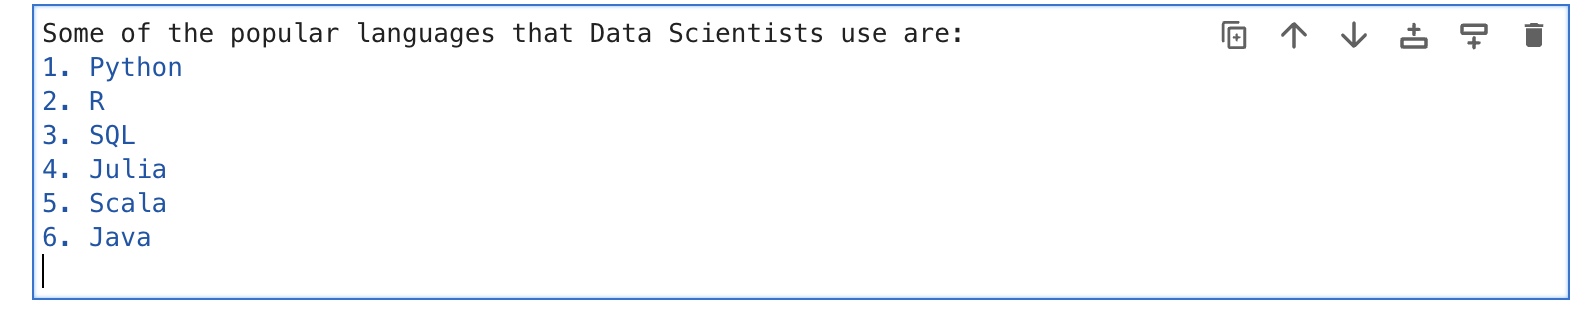 Some of the popular languages that Data Scientists use are:
1. Python
2. R
3. SQL
4. Julia
5. Scala
6. Java